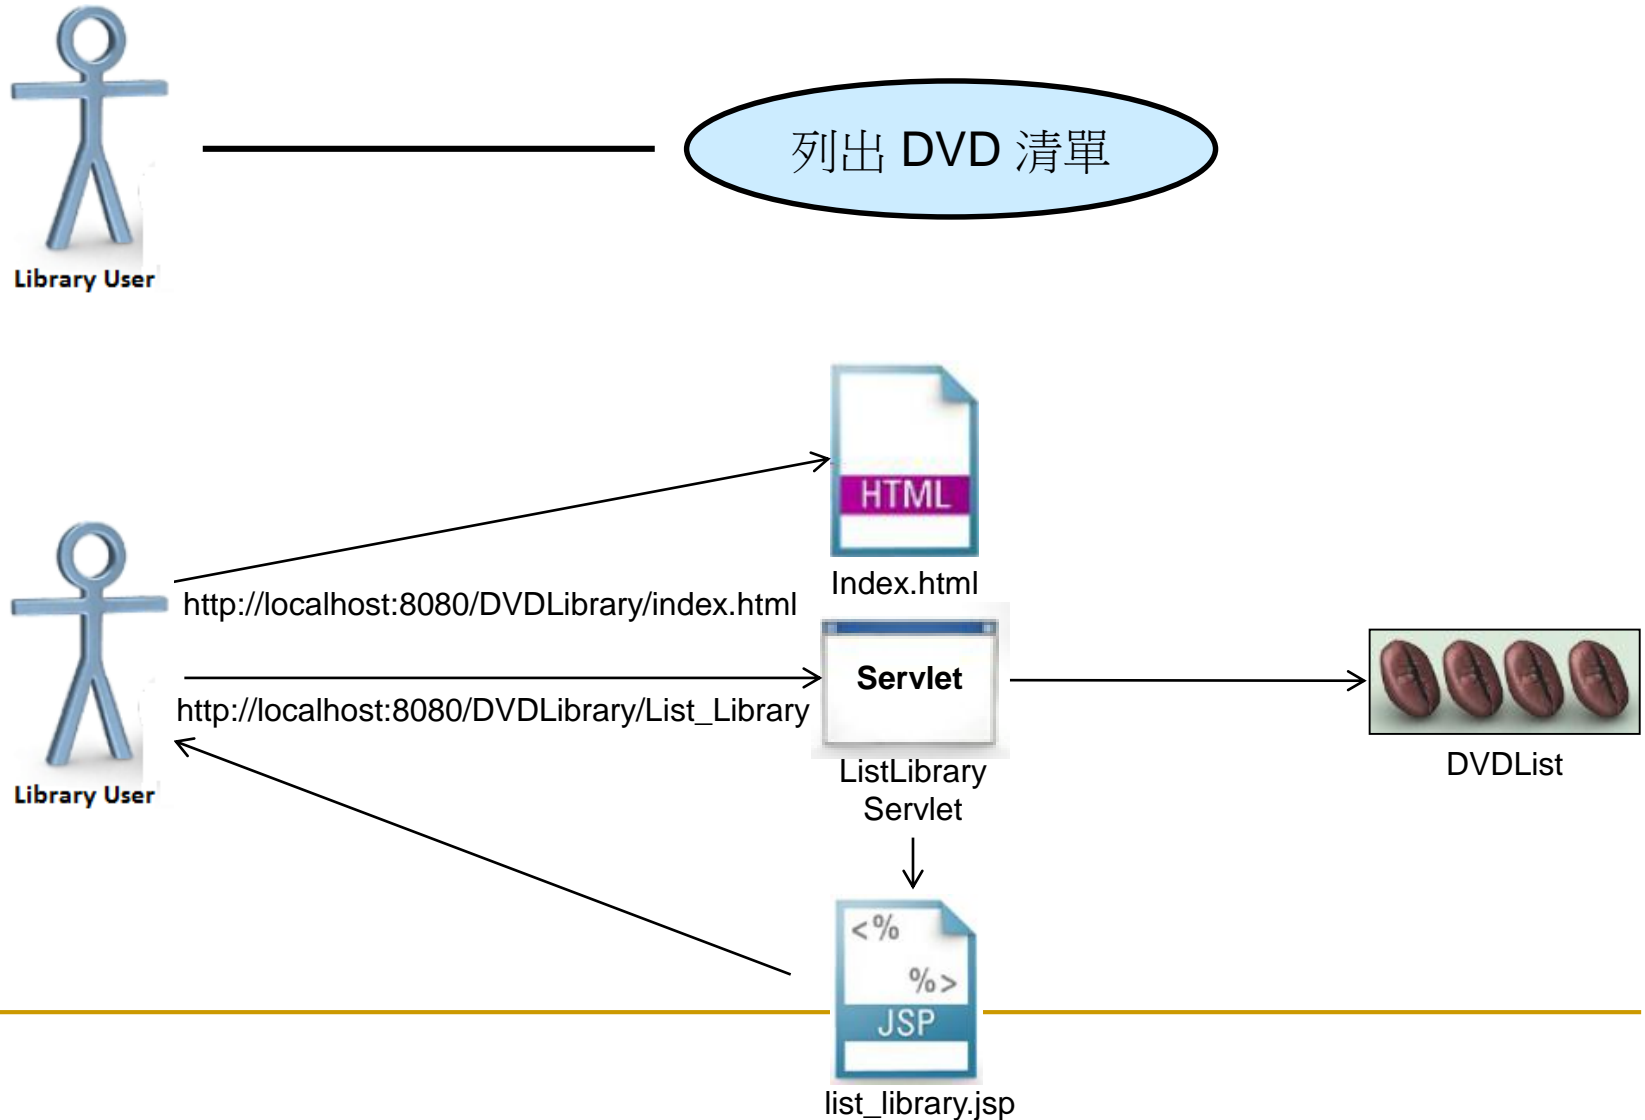 列出 DVD 清單
Library User
HTML
Index.html
http://localhost:8080/DVDLibrary/index.html
Servlet
http://localhost:8080/DVDLibrary/List_Library
ListLibrary
Servlet
DVDList
Library User
<%
%>
JSP
list_library.jsp